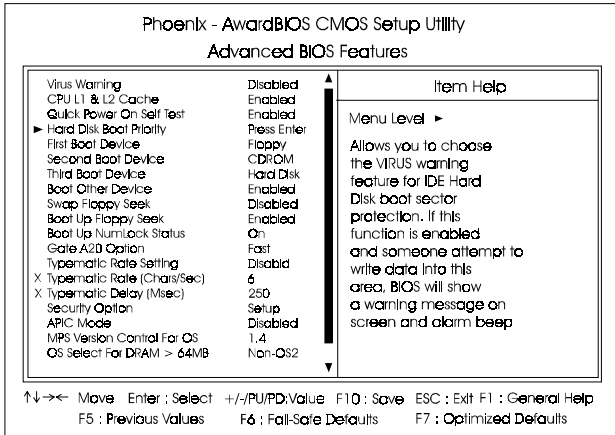 Phoenix - AwardBIOS CMOS Setup Utility
Advanced BIOS Features
Virus Warning Disabled
CPU L1 & L2 Cache Enabled
Quick Power On Self Test Enabled
► Hard Disk Boot Priority Press Enter
First Boot Device Floppy
Second Boot Device CDROM
Third Boot Device Hard Disk
Boot Other Device Enabled
Swap Floppy Seek Disabled
Boot Up Floppy Seek Enabled
Boot Up NumLock Status On
Gate A20 Option Fast
Typematic Rate Setting Disabld
X Typematic Rate (Chars/Sec) 6
X Typematic Delay (Msec) 250
Security Option Setup
APIC Mode Disabled
MPS Version Control For OS 1.4
OS Select For DRAM > 64MB Non-OS2
Item Help
Menu Level ►
Allows you to choose
the VIRUS warning
feature for IDE Hard
Disk boot sector
protection. If this
function is enabled
and someone attempt to
write data into this
area, BIOS will show
a warning message on
screen and alarm beep
↑↓→← Move Enter : Select +/-/PU/PD:Value F10 : Save ESC : Exit F1 : General Help
F5 : Previous Values F6 : Fail-Safe Defaults F7 : Optimized Defaults